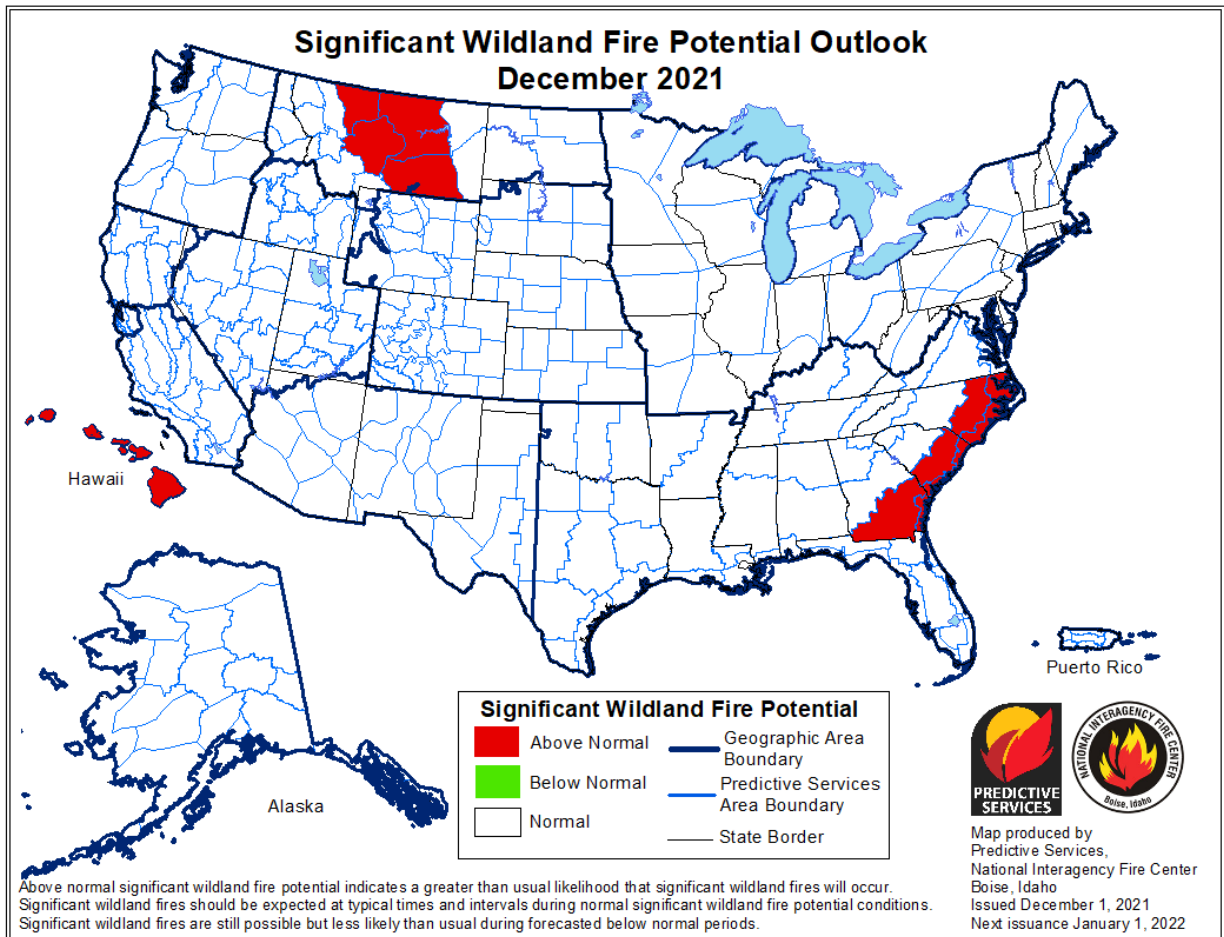 Significant Wildland Fire Potential Outlook
December 2021
Hawaii
Puerto Rico
Alaska
Significant Wildland Fire Potential
Above Normal
Below Normal
Normal
Geographic Area
Boundary
Predictive Services
Area Boundary
State Border
PREDICTIVE
SERVICES
NATIONAL INTERAGENCY FIRE CENTER
Boise, Idaho
Map produced by
Predictive Services,
National Interagency Fire Center
Boise, Idaho
Issued December 1, 2021
Next issuance January 1, 2022
Above normal significant wildland fire potential indicates a greater than usual likelihood that significant wildland fires will occur.
Significant wildland fires should be expected at typical times and intervals during normal significant wildland fire potential conditions.
Significant wildland fires are still possible but less likely than usual during forecasted below normal periods.